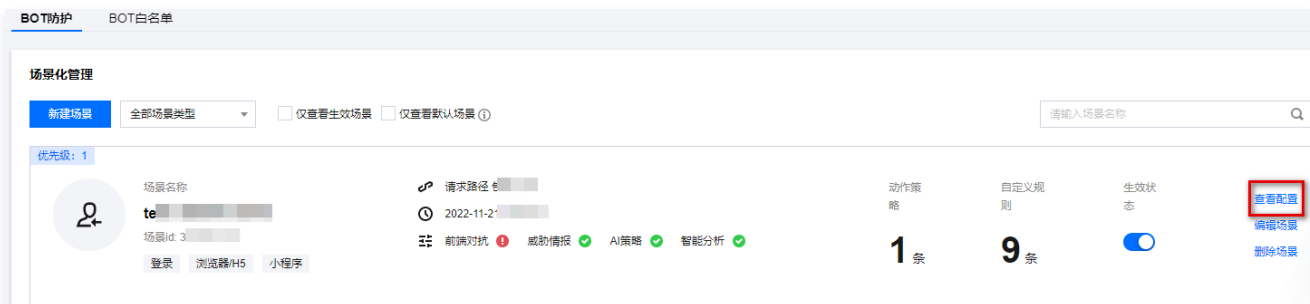 BOT防护 BOT白名单
场景化管理
新建场景 全部场景类型 仅查看生效场景 仅查看默认场景 请输入场景名称
优先级：1
场景名称 请求路径 动作策略 自定义规则 生效状态 查看配置
te 2022-11-21 编辑场景
场景id: 3 前端对抗 威胁情报 AI策略 智能分析 1 条 9 条 删除场景
登录 浏览器/H5 小程序